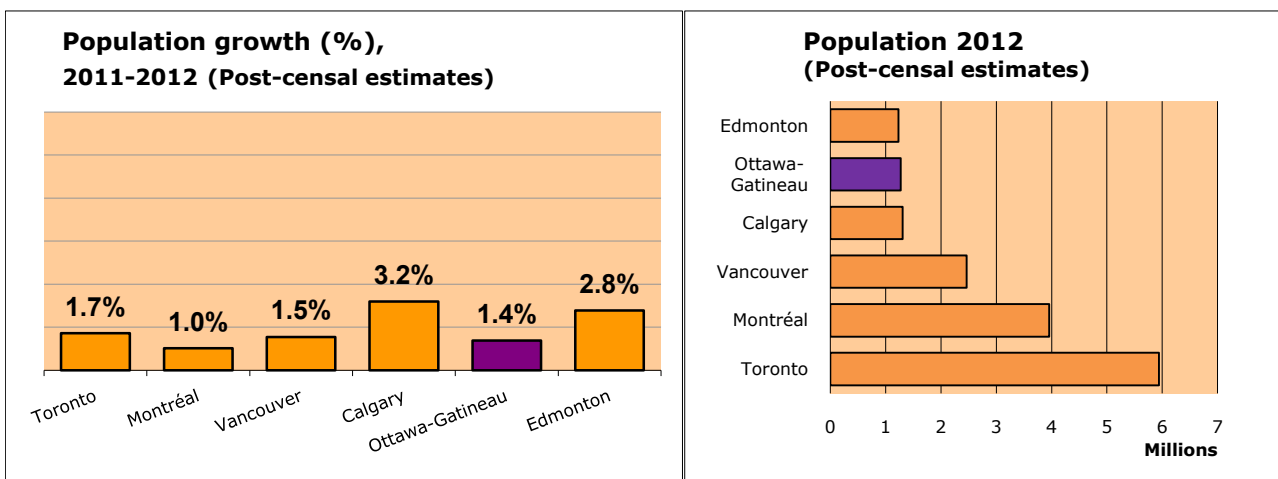 Population growth (%),
2011-2012 (Post-censal estimates)
1.7%
1.0%
1.5%
3.2%
1.4%
2.8%
Toronto
Montréal
Vancouver
Calgary
Ottawa-Gatineau
Edmonton
Population 2012
(Post-censal estimates)
Edmonton
Ottawa-
Gatineau
Calgary
Vancouver
Montréal
Toronto
0 1 2 3 4 5 6 7
Millions